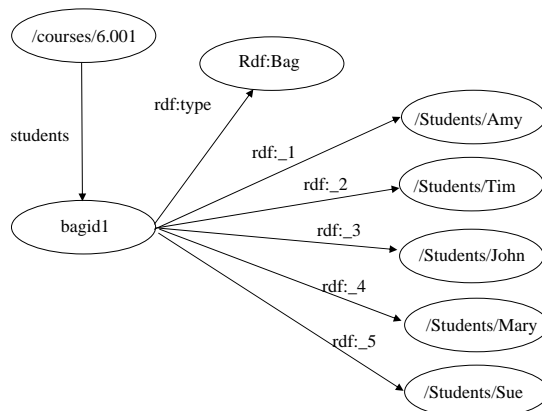 /courses/6.001
Rdf:Bag
rdf:type
/Students/Amy
rdf:_1
students
rdf:_2
/Students/Tim
bagid1
rdf:_3
/Students/John
rdf:_4
/Students/Mary
rdf:_5
/Students/Sue